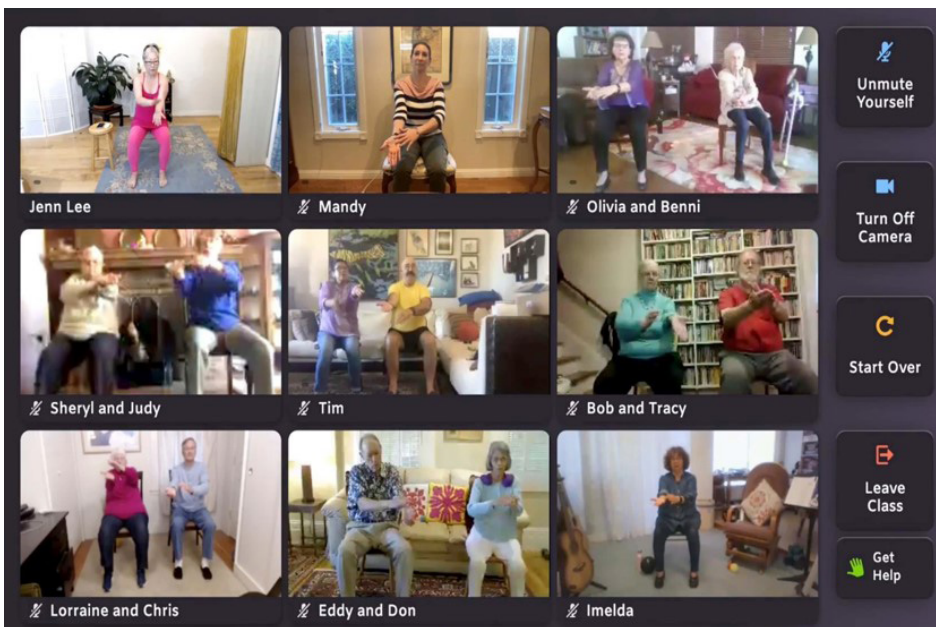 Jenn Lee
Mandy
Olivia and Benni
Unmute
Yourself
Turn Off
Camera
Sheryl and Judy
Tim
Bob and Tracy
Start Over
Lorraine and Chris
Eddy and Don
Imelda
Leave
Class
Get
Help